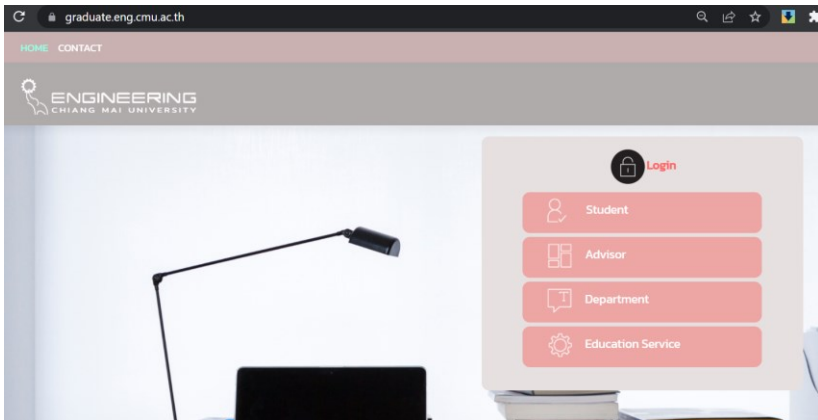 graduate.eng.cmu.ac.th
HOME CONTACT
ENGINEERING
CHIANG MAI UNIVERSITY
Login
Student
Advisor
T
Department
Education Service